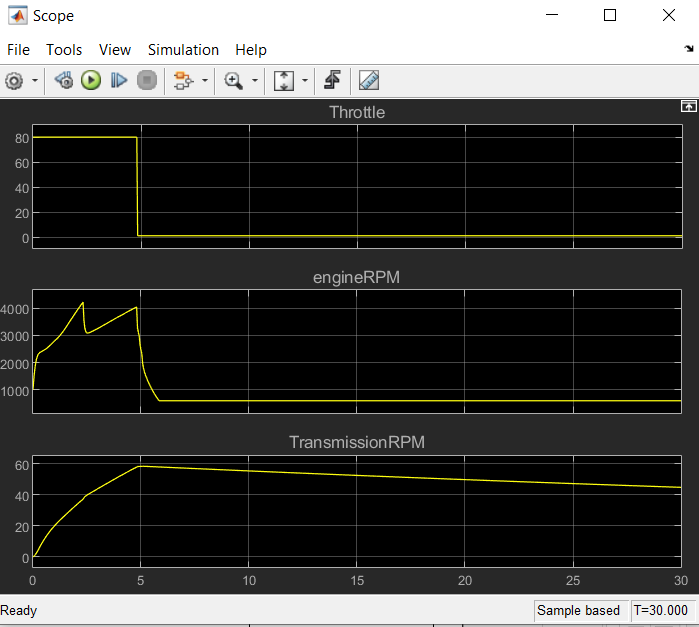 Scope
File Tools View Simulation Help
Throttle
80
60
40
20
0
engineRPM
4000
3000
2000
1000
TransmissionRPM
60
40
20
0
0 5 10 15 20 25 30
Ready Sample based T=30.000